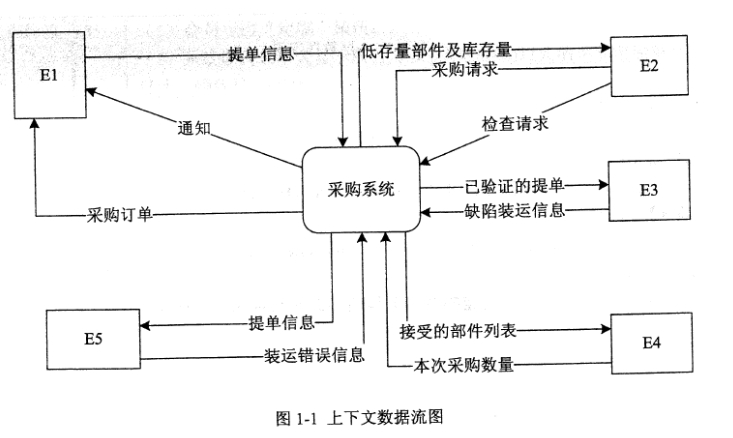 E1
提单信息
低存量部件及库存量
采购请求
E2
通知
检查请求
采购系统
已验证的提单
E3
采购订单
缺陷装运信息
提单信息
接受的部件列表
E5
装运错误信息
本次采购数量
E4
图 1-1 上下文数据流图